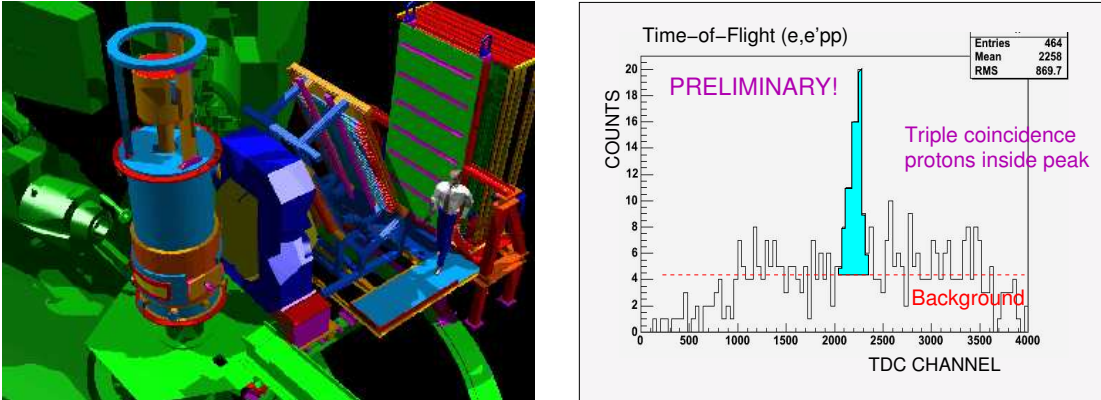 Time−of−Flight (e,e'pp)
Entries 464
Mean 2258
RMS 869.7
PRELIMINARY!
Triple coincidence
protons inside peak
Background
COUNTS
20
18
16
14
12
10
8
6
4
2
0
0 500 1000 1500 2000 2500 3000 3500 4000
TDC CHANNEL